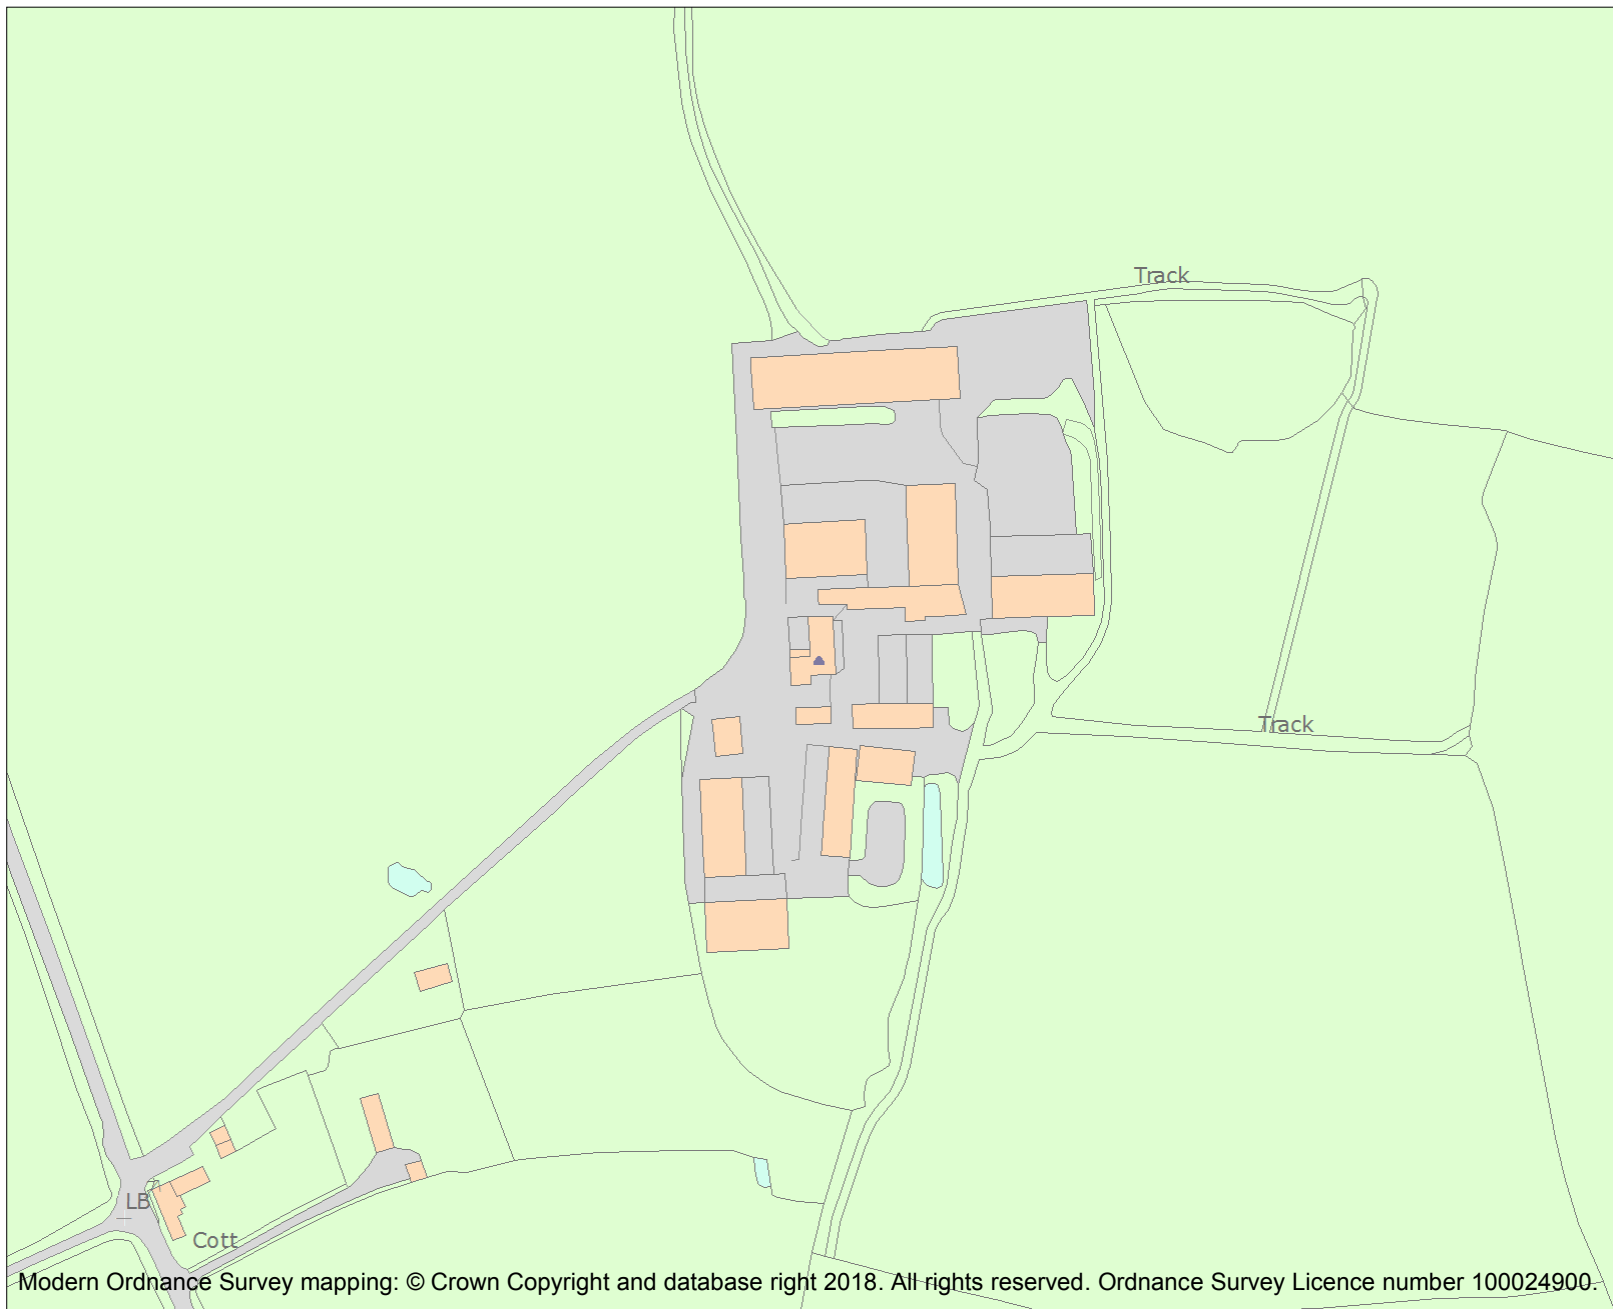 Track
Track
LB
Cott
Modern Ordnance Survey mapping: © Crown Copyright and database right 2018. All rights reserved. Ordnance Survey Licence number 100024900.